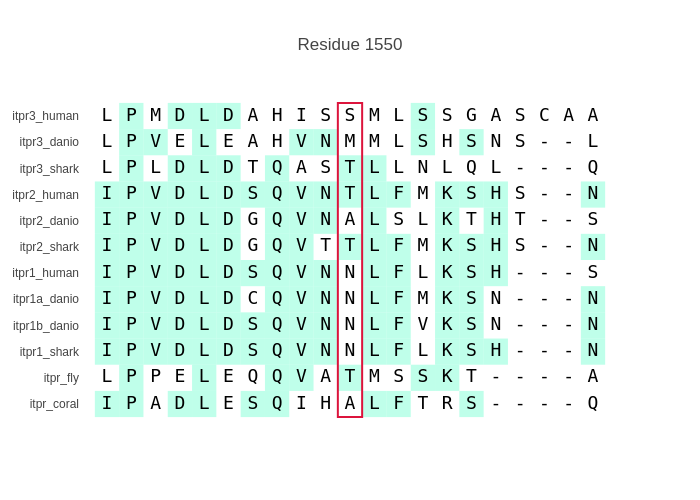 Residue 1550
itpr3_human L P M D L D A H I S S M L S S G A S C A A
itpr3_danio L P V E L E A H V N M M L S H S N S - - L
itpr3_shark L P L D L D T Q A S T L L N L Q L - - - Q
itpr2_human I P V D L D S Q V N T L F M K S H S - - N
itpr2_danio I P V D L D G Q V N A L S L K T H T - - S
itpr2_shark I P V D L D G Q V T T L F M K S H S - - N
itpr1_human I P V D L D S Q V N N L F L K S H - - - S
itpr1a_danio I P V D L D C Q V N N L F M K S N - - - N
itpr1b_danio I P V D L D S Q V N N L F V K S N - - - N
itpr1_shark I P V D L D S Q V N N L F L K S H - - - N
itpr_fly L P P E L E Q Q V A T M S S K T - - - - A
itpr_coral I P A D L E S Q I H A L F T R S - - - - Q